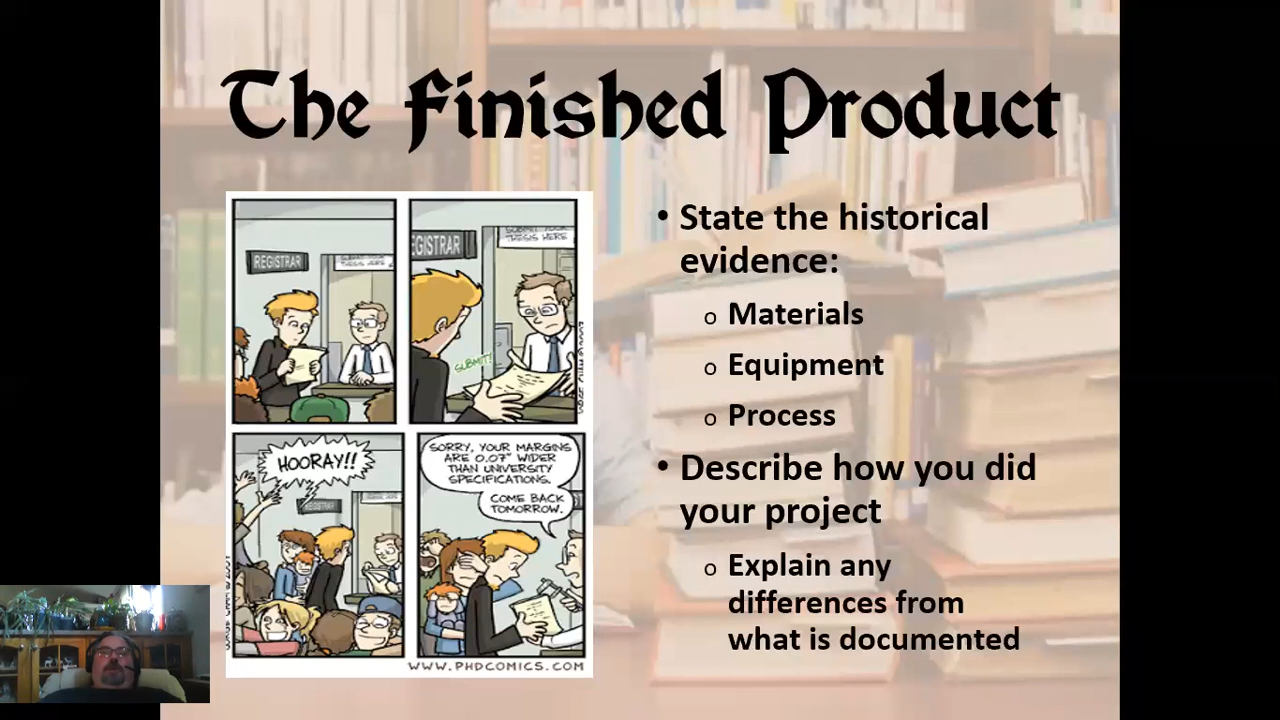 The Finished Product
REGISTRAR
THESIS HERE
SUBMIT!
HOORAY!!
REGISTRAR
SORRY, YOUR MARGINS
ARE 0.07" WIDER
THAN UNIVERSITY
SPECIFICATIONS.
COME BACK
TOMORROW.
WWW.PHDCOMICS.COM
• State the historical
evidence:
o Materials
o Equipment
o Process
• Describe how you did
your project
o Explain any
differences from
what is documented